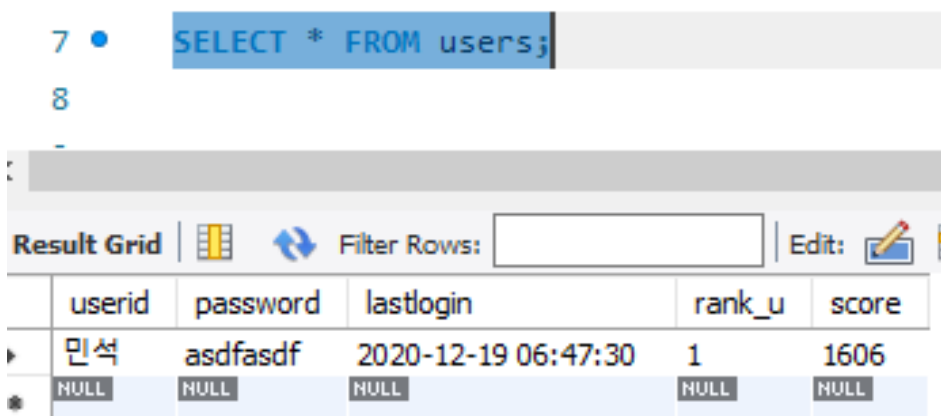 7 SELECT * FROM users;
8
Result Grid Filter Rows: Edit:
userid password lastlogin rank_u score
민석 asdfasdf 2020-12-19 06:47:30 1 1606
NULL NULL NULL NULL NULL